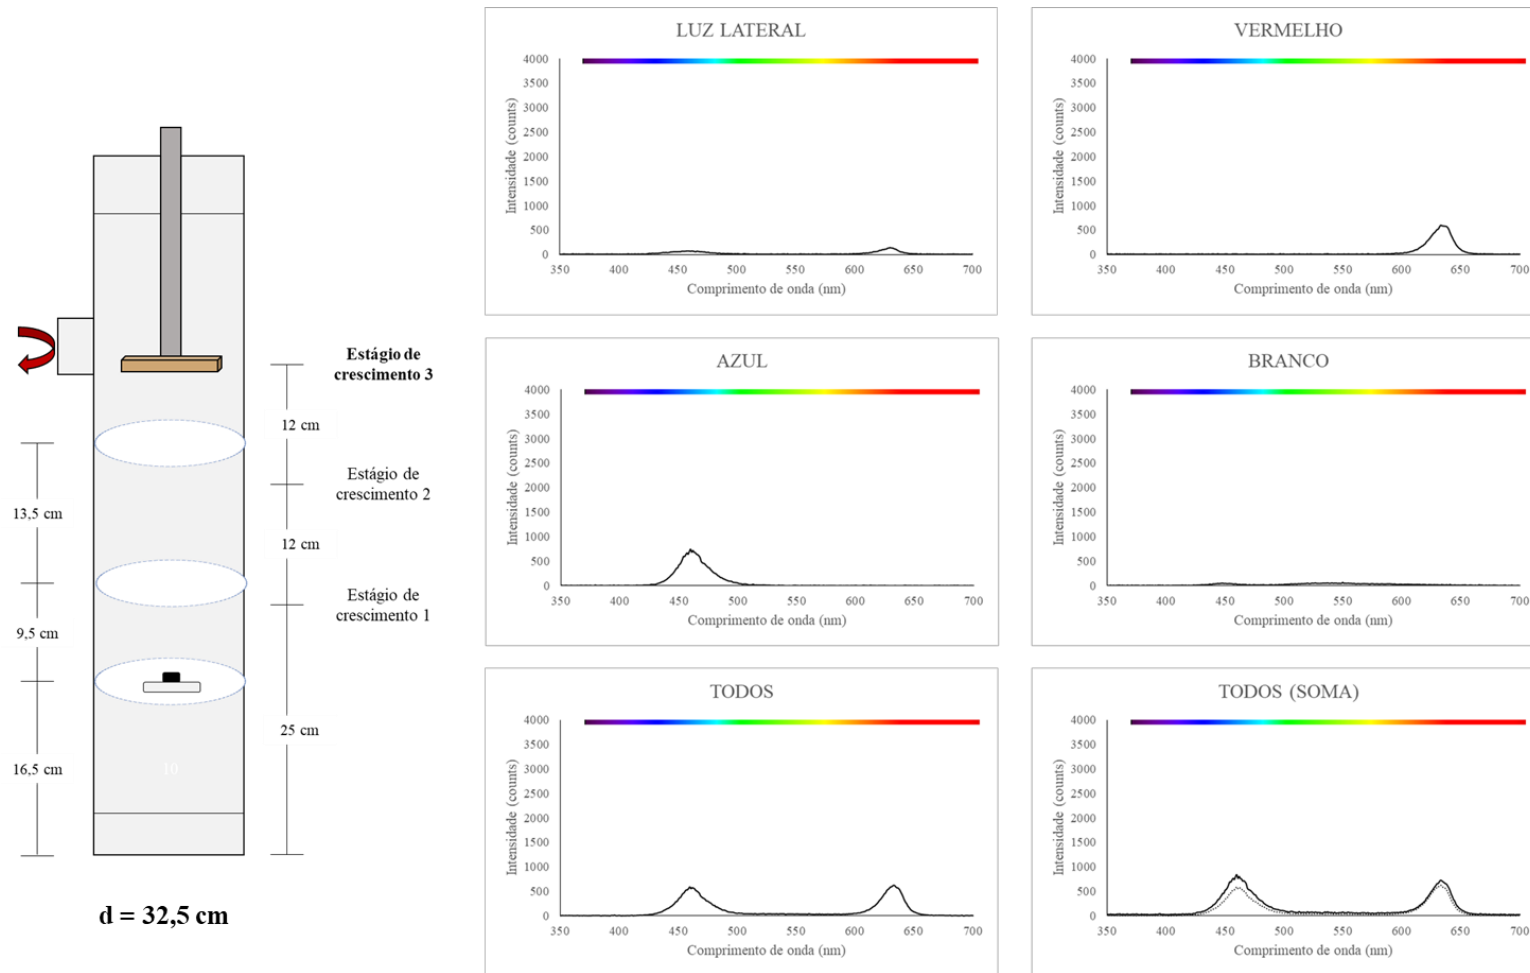 Estágio de
crescimento 3
12 cm
Estágio de
crescimento 2
13,5 cm
12 cm
Estágio de
crescimento 1
9,5 cm
25 cm
16,5 cm
10
d = 32,5 cm
LUZ LATERAL
Intensidade (counts)
4000
3500
3000
2500
2000
1500
1000
500
0
350 400 450 500 550 600 650 700
Comprimento de onda (nm)
VERMELHO
Intensidade (counts)
4000
3500
3000
2500
2000
1500
1000
500
0
350 400 450 500 550 600 650 700
Comprimento de onda (nm)
AZUL
Intensidade (counts)
4000
3500
3000
2500
2000
1500
1000
500
0
350 400 450 500 550 600 650 700
Comprimento de onda (nm)
BRANCO
Intensidade (counts)
4000
3500
3000
2500
2000
1500
1000
500
0
350 400 450 500 550 600 650 700
Comprimento de onda (nm)
TODOS
Intensidade (counts)
4000
3500
3000
2500
2000
1500
1000
500
0
350 400 450 500 550 600 650 700
Comprimento de onda (nm)
TODOS (SOMA)
Intensidade (counts)
4000
3500
3000
2500
2000
1500
1000
500
0
350 400 450 500 550 600 650 700
Comprimento de onda (nm)